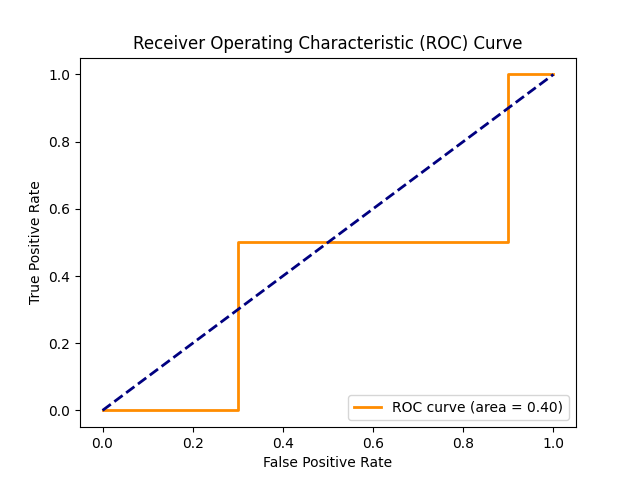 Receiver Operating Characteristic (ROC) Curve
True Positive Rate
1.0
0.8
0.6
0.4
0.2
0.0
ROC curve (area = 0.40)
0.0 0.2 0.4 0.6 0.8 1.0
False Positive Rate